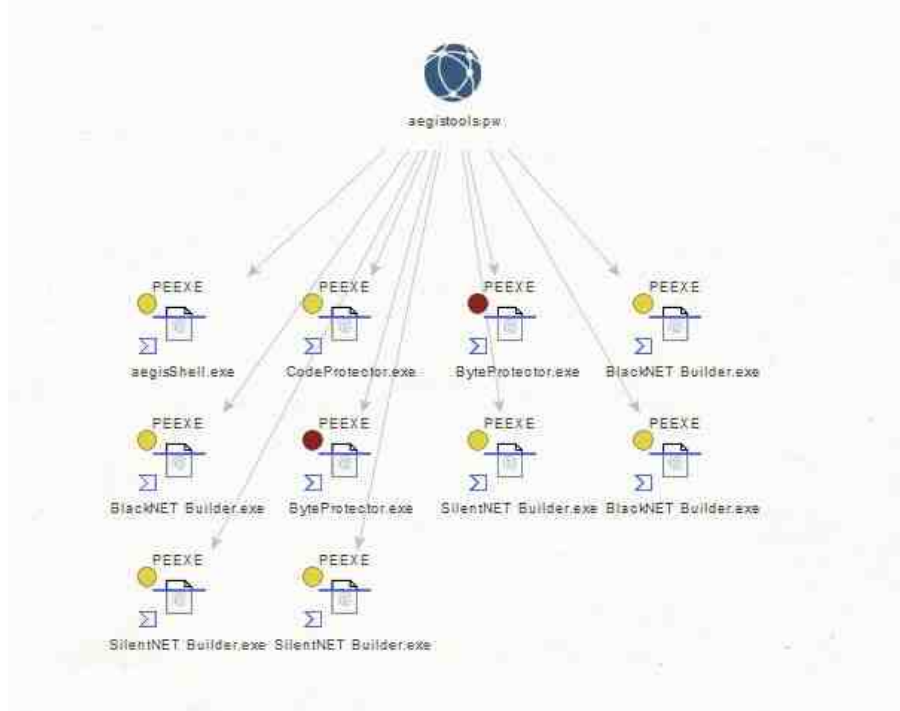 aegistools.pw
PEEXE PEEXE PEEXE PEEXE
aegisShell.exe CodeProtector.exe ByteProtector.exe BlackNET Builder.exe
PEEXE PEEXE PEEXE PEEXE
BlackNET Builder.exe ByteProtector.exe SilentNET Builder.exe BlackNET Builder.exe
PEEXE PEEXE
SilentNET Builder.exe SilentNET Builder.exe